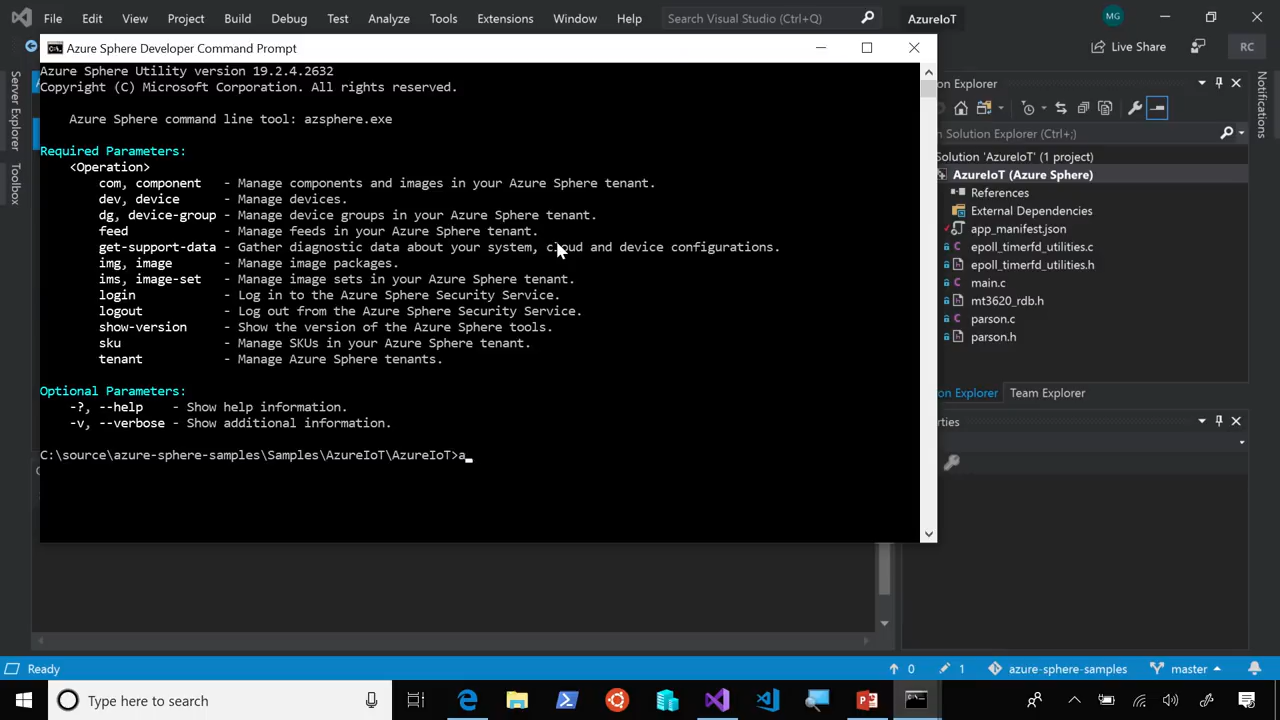 File Edit View Project Build Debug Test Analyze Tools Extensions Window Help Search Visual Studio (Ctrl+Q) AzureIoT MG
Live Share RC
Azure Sphere Developer Command Prompt
Azure Sphere Utility version 19.2.4.2632
Copyright (C) Microsoft Corporation. All rights reserved.
Azure Sphere command line tool: azsphere.exe
Required Parameters:
<Operation>
com, component - Manage components and images in your Azure Sphere tenant.
dev, device - Manage devices.
dg, device-group - Manage device groups in your Azure Sphere tenant.
feed - Manage feeds in your Azure Sphere tenant.
get-support-data - Gather diagnostic data about your system, cloud and device configurations.
img, image - Manage image packages.
ims, image-set - Manage image sets in your Azure Sphere tenant.
login - Log in to the Azure Sphere Security Service.
logout - Log out from the Azure Sphere Security Service.
show-version - Show the version of the Azure Sphere tools.
sku - Manage SKUs in your Azure Sphere tenant.
tenant - Manage Azure Sphere tenants.
Optional Parameters:
-?, --help - Show help information.
-v, --verbose - Show additional information.
C:\source\azure-sphere-samples\Samples\AzureIoT\AzureIoT>a_
Server Explorer
Toolbox
on Explorer
Solution Explorer (Ctrl+;)
Solution 'AzureIoT' (1 project)
AzureIoT (Azure Sphere)
References
External Dependencies
app_manifest.json
epoll_timerfd_utilities.c
epoll_timerfd_utilities.h
main.c
mt3620_rdb.h
parson.c
parson.h
on Explorer Team Explorer
erties
Notifications
Ready 0 1 azure-sphere-samples master
Type here to search